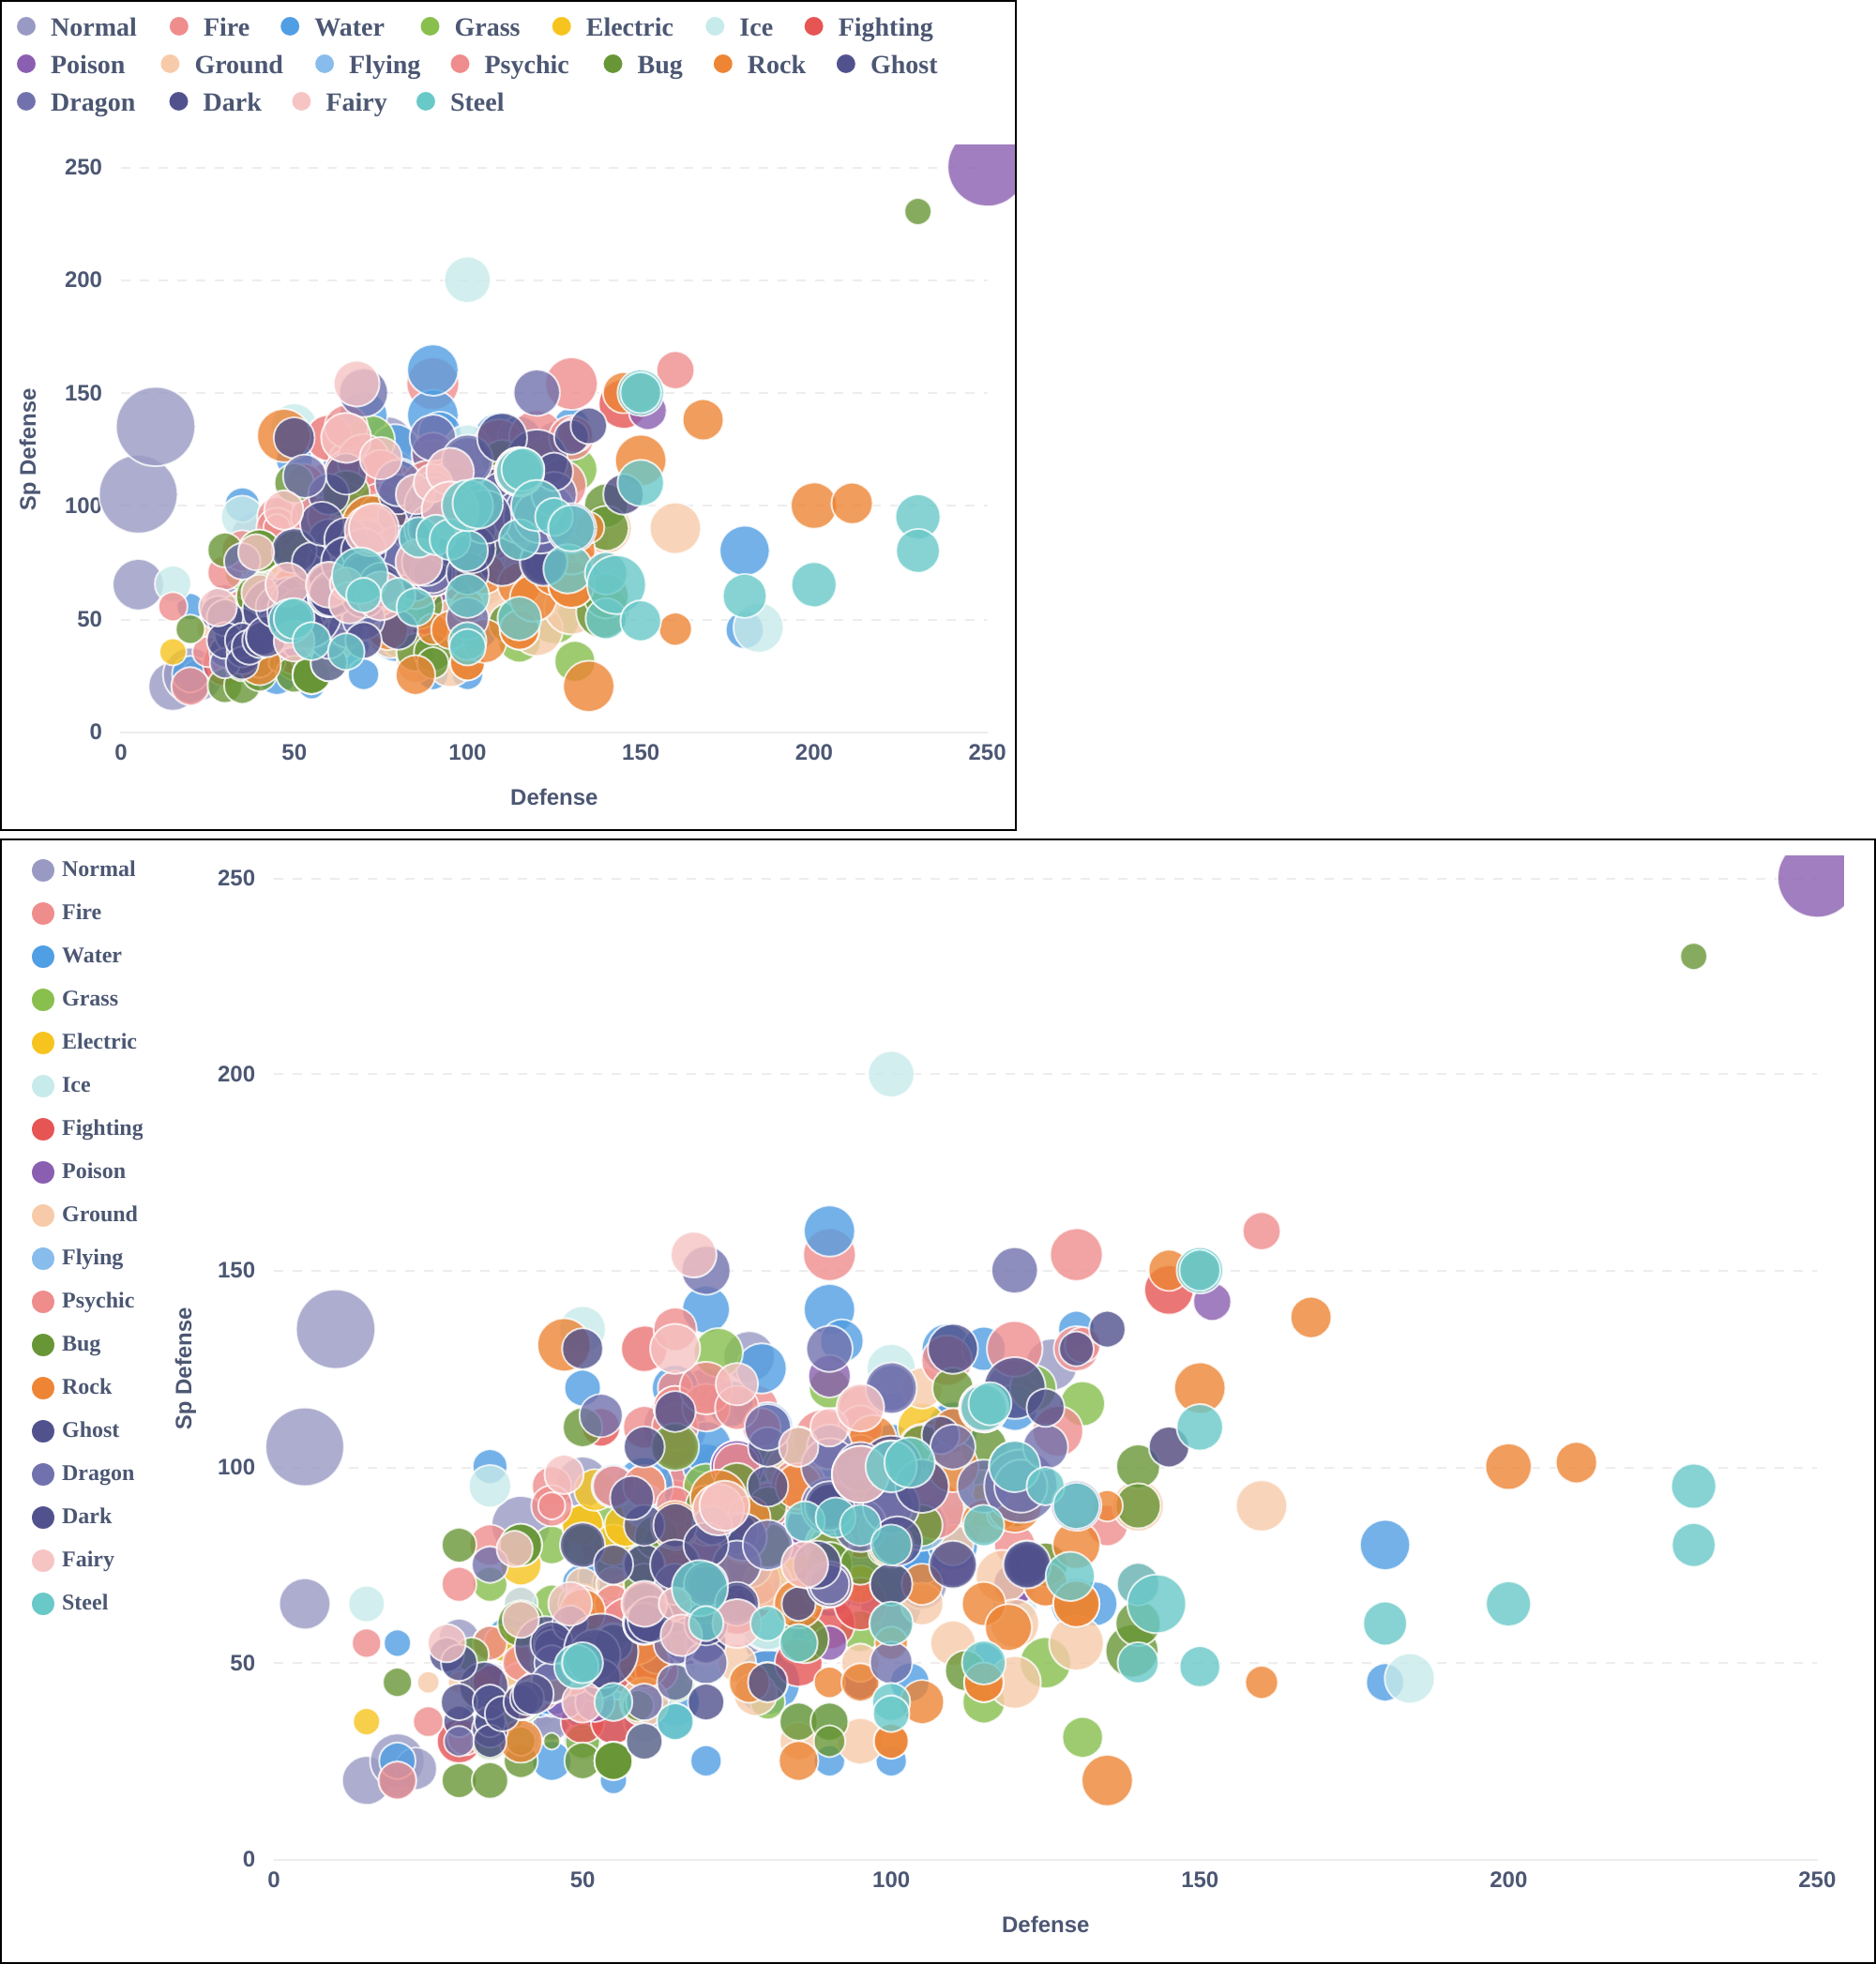 Normal Fire Water Grass Electric Ice Fighting
Poison Ground Flying Psychic Bug Rock Ghost
Dragon Dark Fairy Steel
250
200
150
100
50
0
Sp Defense
0 50 100 150 200 250
Defense
Normal
Fire
Water
Grass
Electric
Ice
Fighting
Poison
Ground
Flying
Psychic
Bug
Rock
Ghost
Dragon
Dark
Fairy
Steel
250
200
150
100
50
0
Sp Defense
0 50 100 150 200 250
Defense